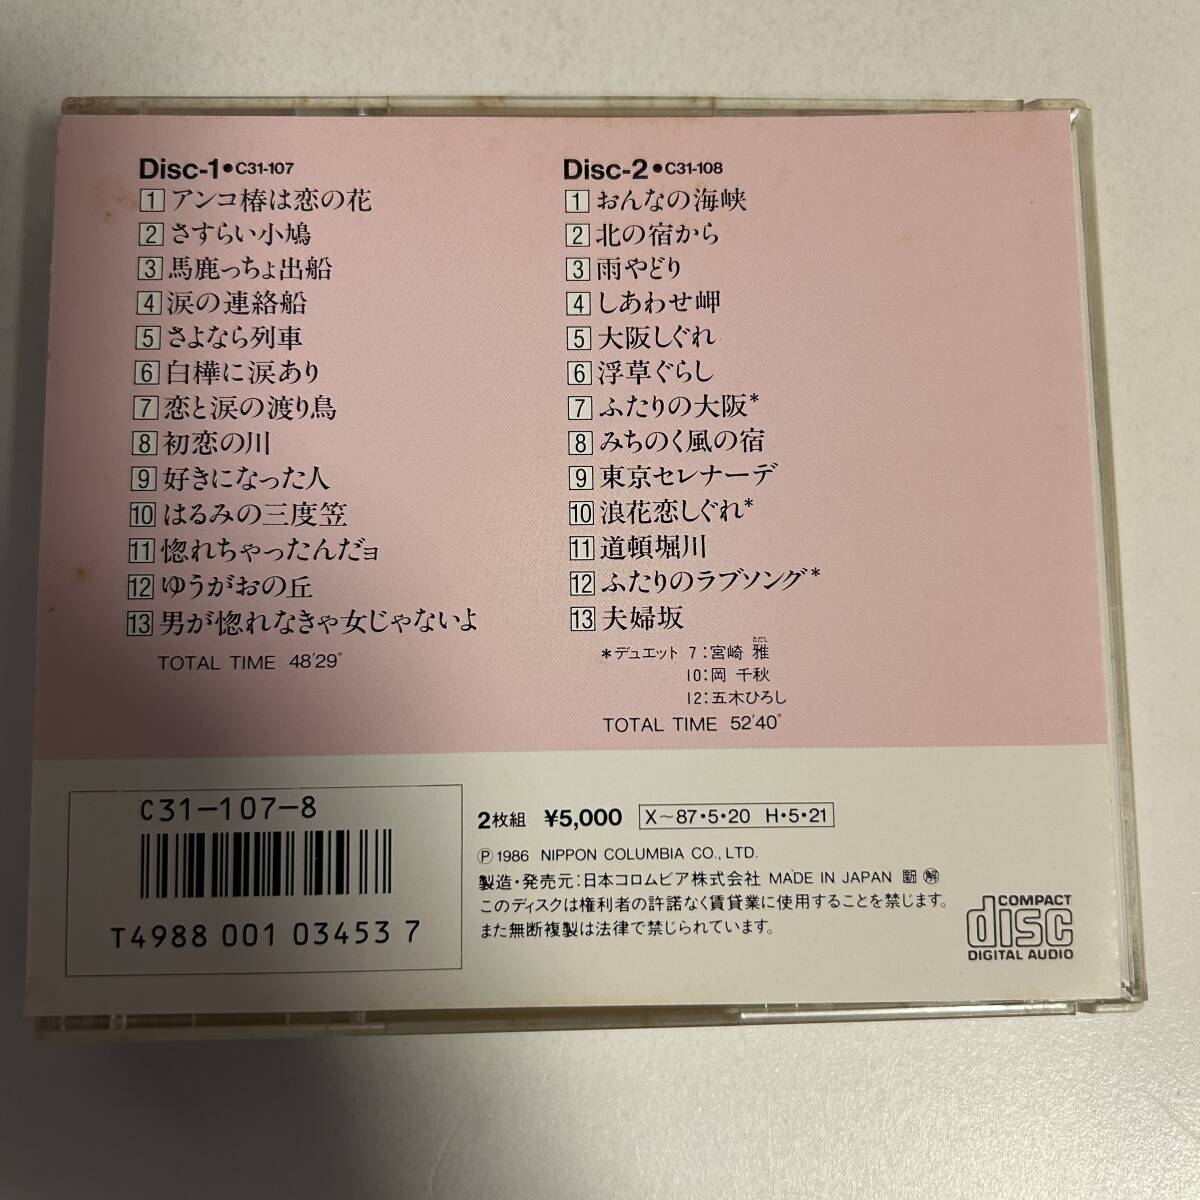 Disc-1●C31-107
1 アンコ椿は恋の花
2 さすらい小鳩
3 馬鹿っちょ出船
4 涙の連絡船
5 さよなら列車
6 白樺に涙あり
7 恋と涙の渡り鳥
8 初恋の川
9 好きになった人
10 はるみの三度笠
11 惚れちゃったんだョ
12 ゆうがおの丘
13 男が惚れなきゃ女じゃないよ
TOTAL TIME 48'29"
Disc-2●C31-108
1 おんなの海峡
2 北の宿から
3 雨やどり
4 しあわせ岬
5 大阪しぐれ
6 浮草ぐらし
7 ふたりの大阪*
8 みちのく風の宿
9 東京セレナーデ
10 浪花恋しぐれ*
11 道頓堀川
12 ふたりのラブソング*
13 夫婦坂
ただし
*デュエット 7:宮崎 雅
10:岡 千秋
12:五木ひろし
TOTAL TIME 52'40"
C31-107-8
T4988 001 03453 7
2枚組 ¥5,000 X〜87・5・20 H・5・21
Ⓟ1986 NIPPON COLUMBIA CO., LTD.
製造・発売元:日本コロムビア株式会社 MADE IN JAPAN
このディスクは権利者の許諾なく賃貸業に使用することを禁じます。
また無断複製は法律で禁じられています。
COMPACT
disc
DIGITAL AUDIO